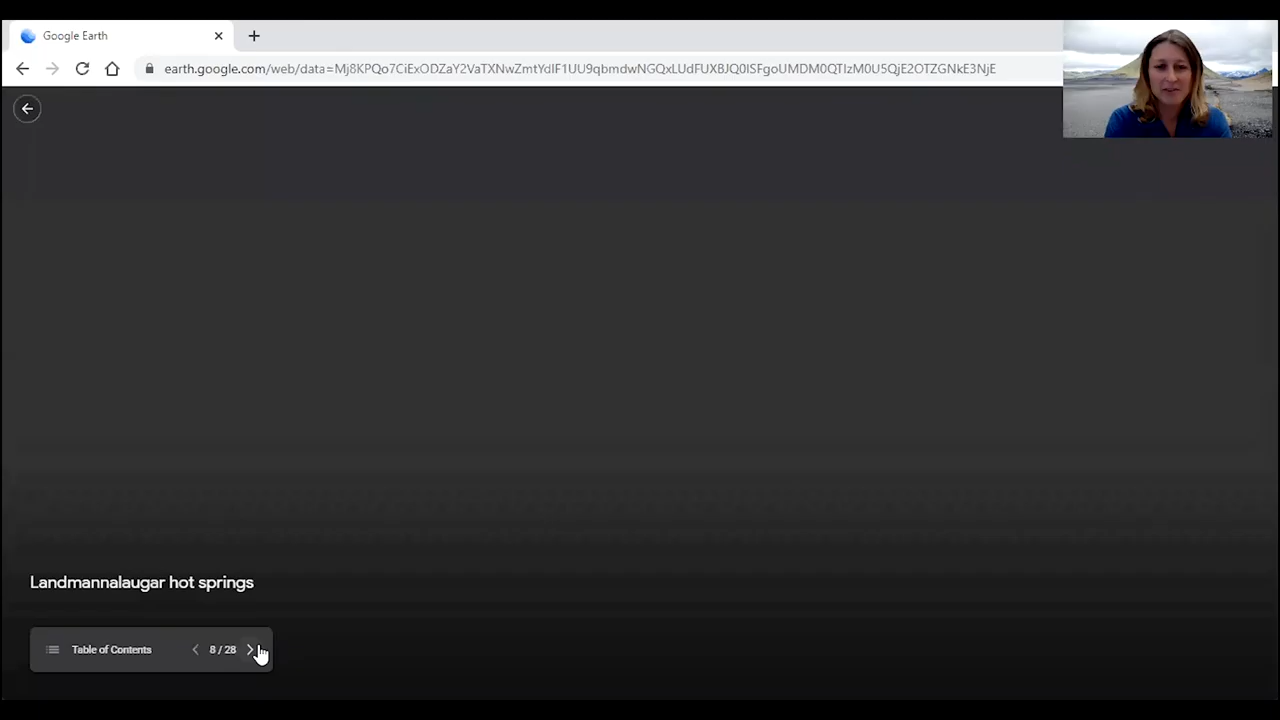 Google Earth
earth.google.com/web/data=Mj8KPQo7CiExODZaY2VaTXNwZmtYdlF1UU9qbmdwNGQxLUdFUXBJQ0lSFgoUMDM0QTIzM0U5QjE2OTZGNkE3NjE
Landmannalaugar hot springs
Table of Contents 8 / 28